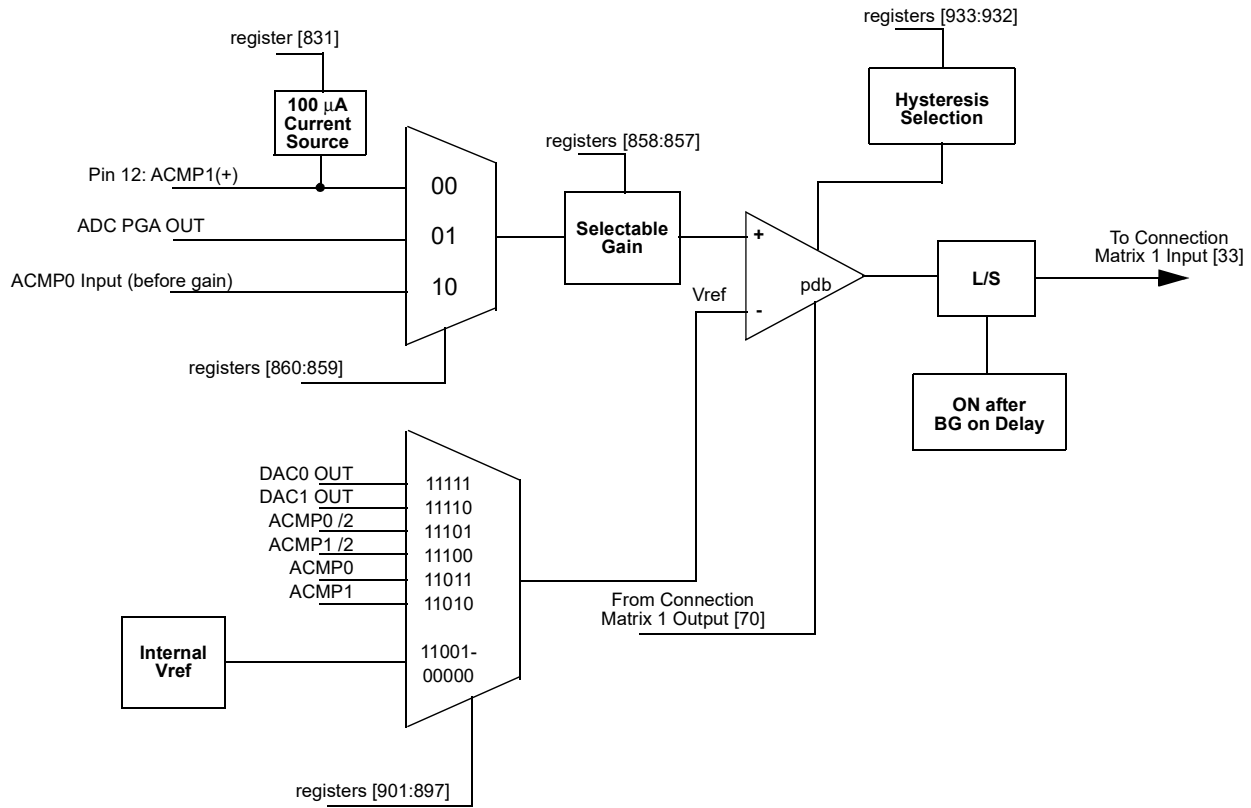 registers [933:932]
register [831]
100 μA
Current
Source
Hysteresis
Selection
registers [858:857]
Pin 12: ACMP1(+)
00
ADC PGA OUT
01
Selectable
Gain
+
To Connection
Matrix 1 Input [33]
ACMP0 Input (before gain)
10
Vref
pdb
-
L/S
registers [860:859]
ON after
BG on Delay
DAC0 OUT
11111
DAC1 OUT
11110
ACMP0 /2
11101
ACMP1 /2
11100
ACMP0
11011
ACMP1
11010
From Connection
Matrix 1 Output [70]
Internal
Vref
11001-
00000
registers [901:897]